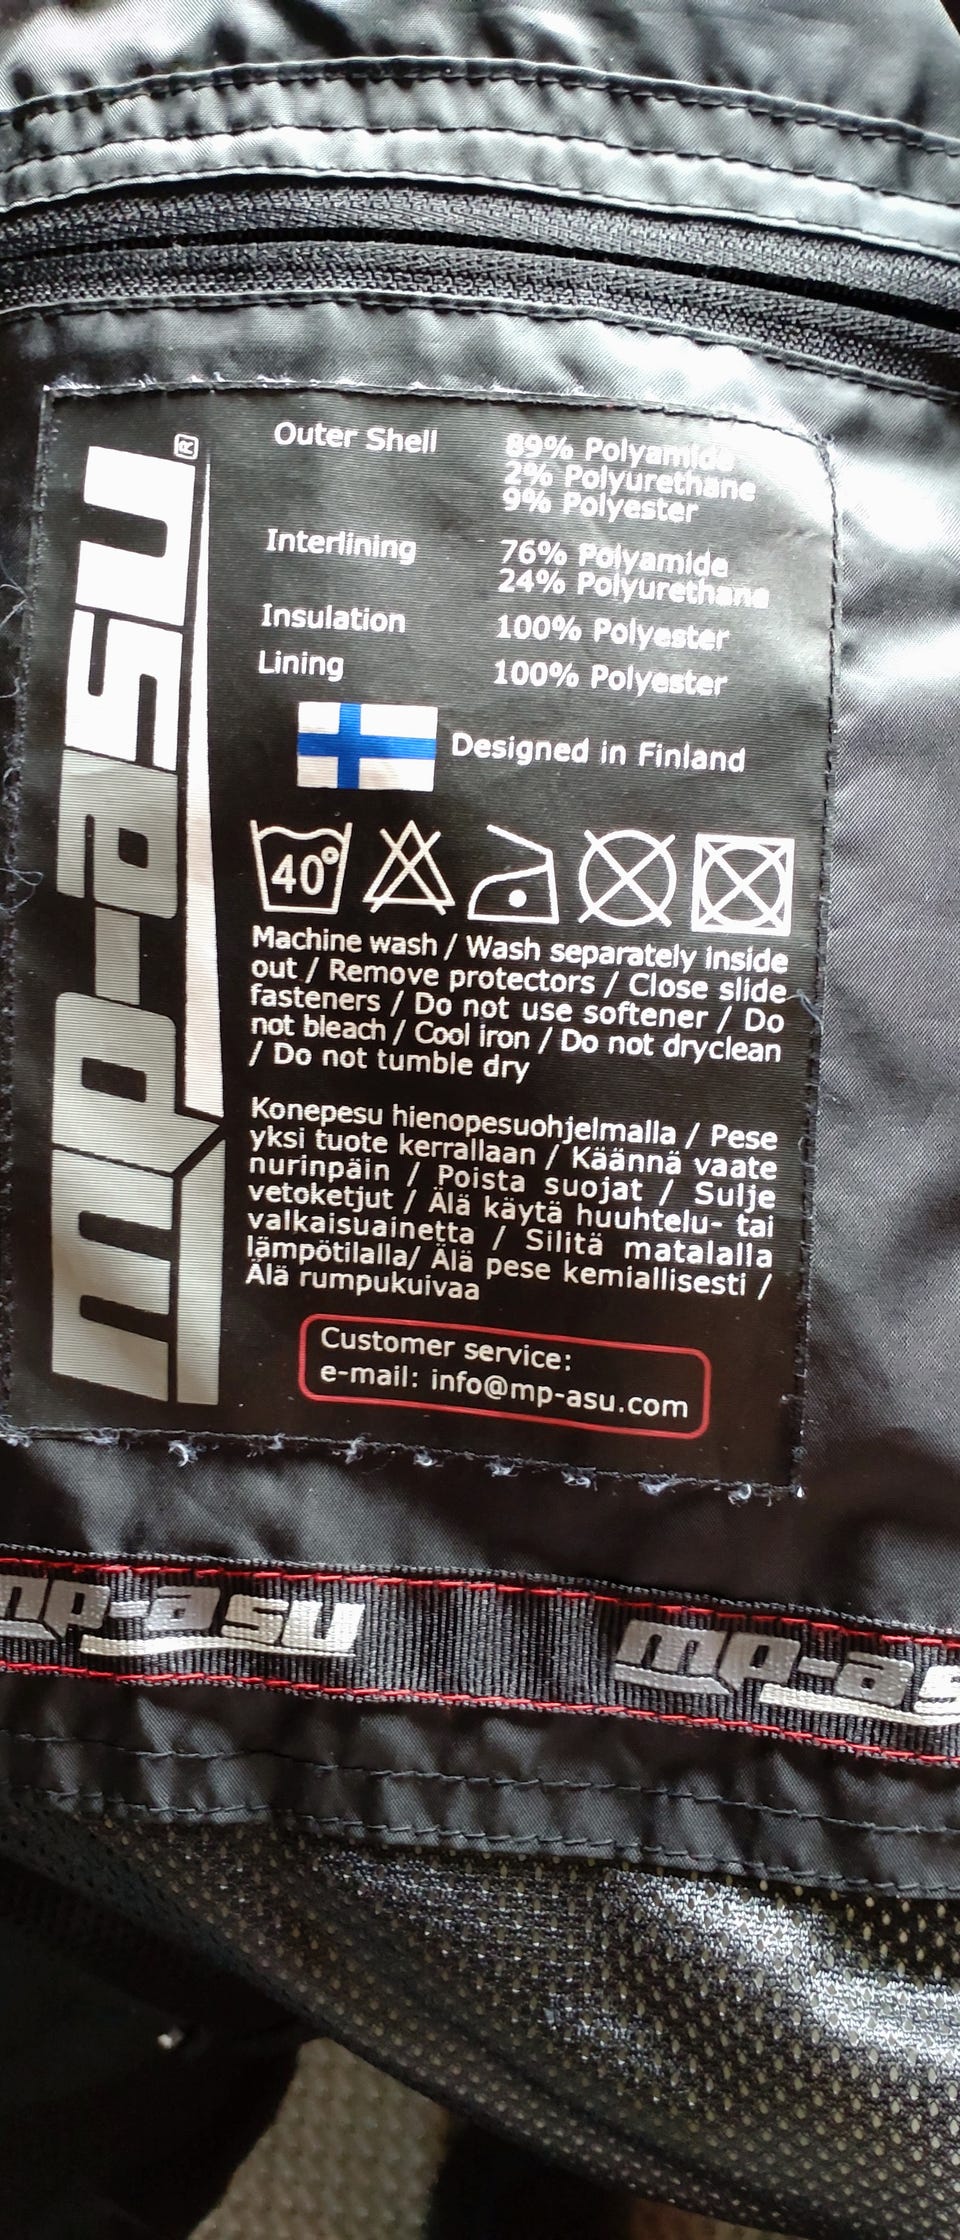 mp-asu®
Outer Shell 89% Polyamide
2% Polyurethane
9% Polyester
Interlining 76% Polyamide
24% Polyurethane
Insulation 100% Polyester
Lining 100% Polyester
Designed in Finland
40°
Machine wash / Wash separately inside
out / Remove protectors / Close slide
fasteners / Do not use softener / Do
not bleach / Cool iron / Do not dryclean
/ Do not tumble dry
Konepesu hienopesuohjelmalla / Pese
yksi tuote kerrallaan / Käännä vaate
nurinpäin / Poista suojat / Sulje
vetoketjut / Älä käytä huuhtelu- tai
valkaisuainetta / Silitä matalalla
lämpötilalla/ Älä pese kemiallisesti /
Älä rumpukuivaa
Customer service:
e-mail: info@mp-asu.com
mp-asu mp-as